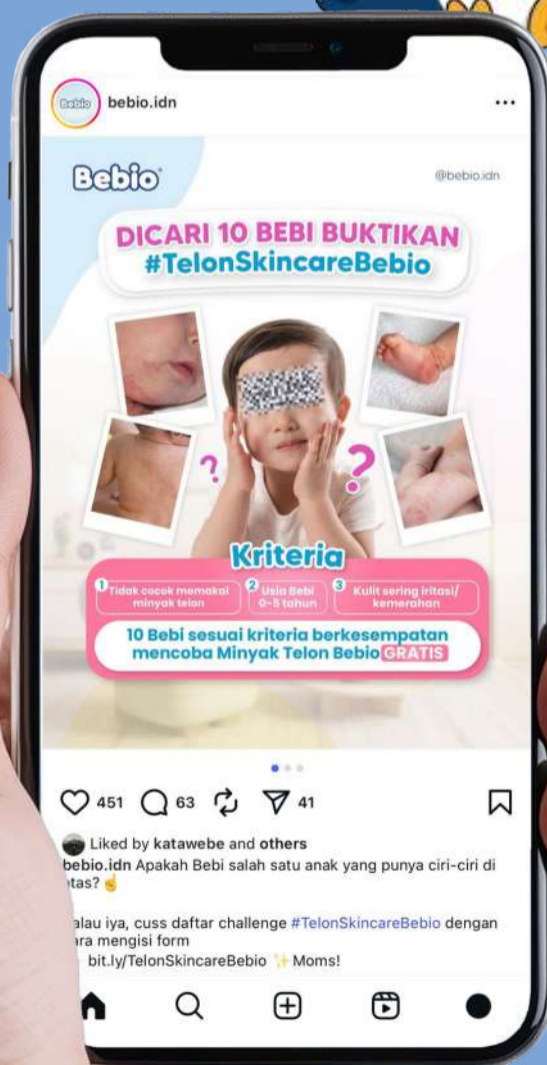 Bebio
bebio.idn
Bebio
@bebio.idn
DICARI 10 BEBI BUKTIKAN
#TelonSkincareBebio
?
?
Kriteria
1 Tidak cocok memakai
minyak telon
2 Usia Bebi
0-5 tahun
3 Kulit sering iritasi/
kemerahan
10 Bebi sesuai kriteria berkesempatan
mencoba Minyak Telon Bebio GRATIS
451
63
41
Liked by katawebe and others
bebio.idn Apakah Bebi salah satu anak yang punya ciri-ciri di
tas? ☝
alau iya, cuss daftar challenge #TelonSkincareBebio dengan
ara mengisi form
bit.ly/TelonSkincareBebio ✨ Moms!